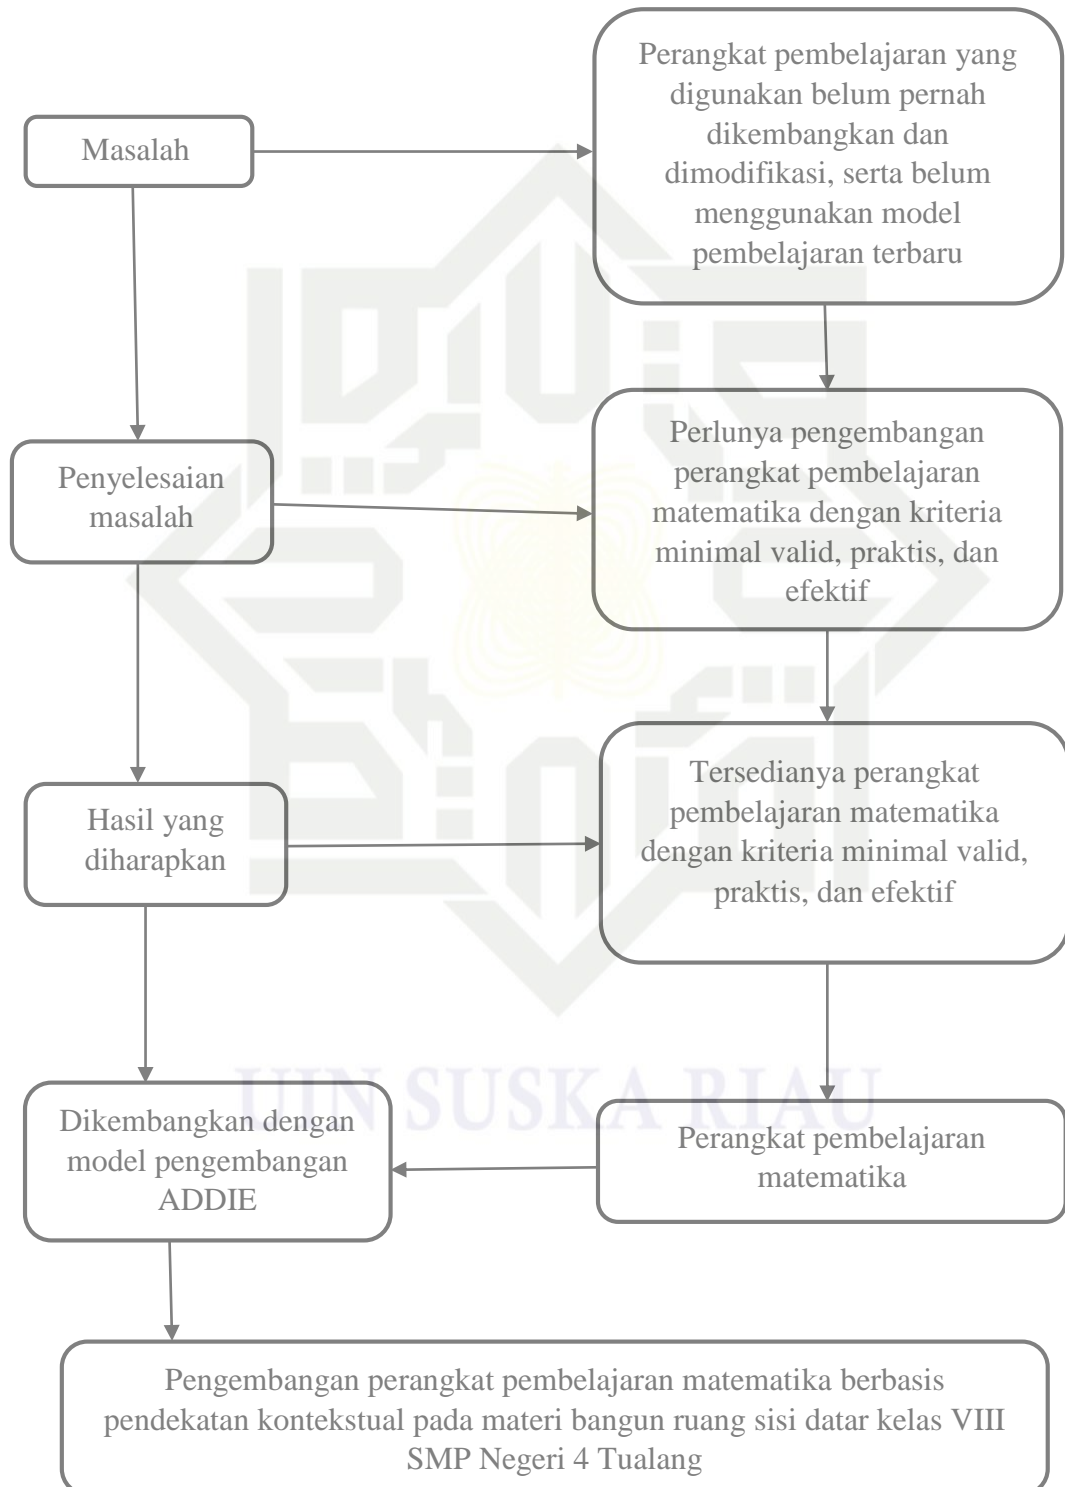 Masalah
Perangkat pembelajaran yang
digunakan belum pernah
dikembangkan dan
dimodifikasi, serta belum
menggunakan model
pembelajaran terbaru
Penyelesaian
masalah
Perlunya pengembangan
perangkat pembelajaran
matematika dengan kriteria
minimal valid, praktis, dan
efektif
Hasil yang
diharapkan
Tersedianya perangkat
pembelajaran matematika
dengan kriteria minimal valid,
praktis, dan efektif
UIN SUSKA RIAU
Dikembangkan dengan
model pengembangan
ADDIE
Perangkat pembelajaran
matematika
Pengembangan perangkat pembelajaran matematika berbasis
pendekatan kontekstual pada materi bangun ruang sisi datar kelas VIII
SMP Negeri 4 Tualang